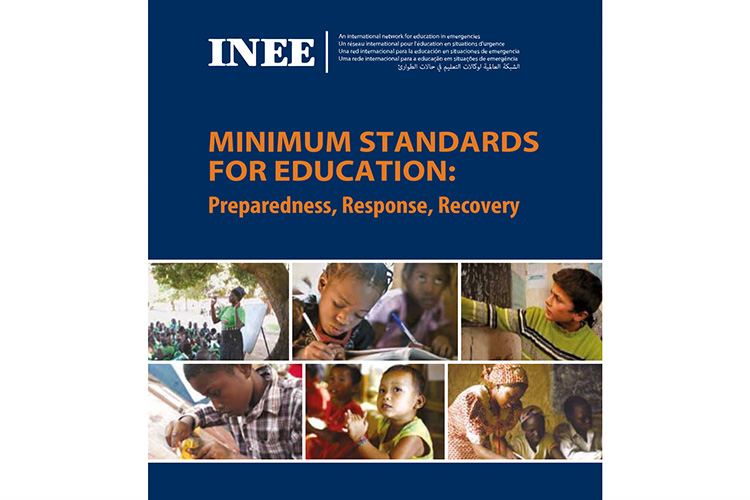 INEE
An international network for education in emergencies
Un réseau international pour l'éducation en situations d'urgence
Una red internacional para la educación en situaciones de emergencia
Uma rede internacional para a educação em situações de emergência
الشبكة العالمية لوكالات التعليم في حالات الطوارئ
MINIMUM STANDARDS
FOR EDUCATION:
Preparedness, Response, Recovery